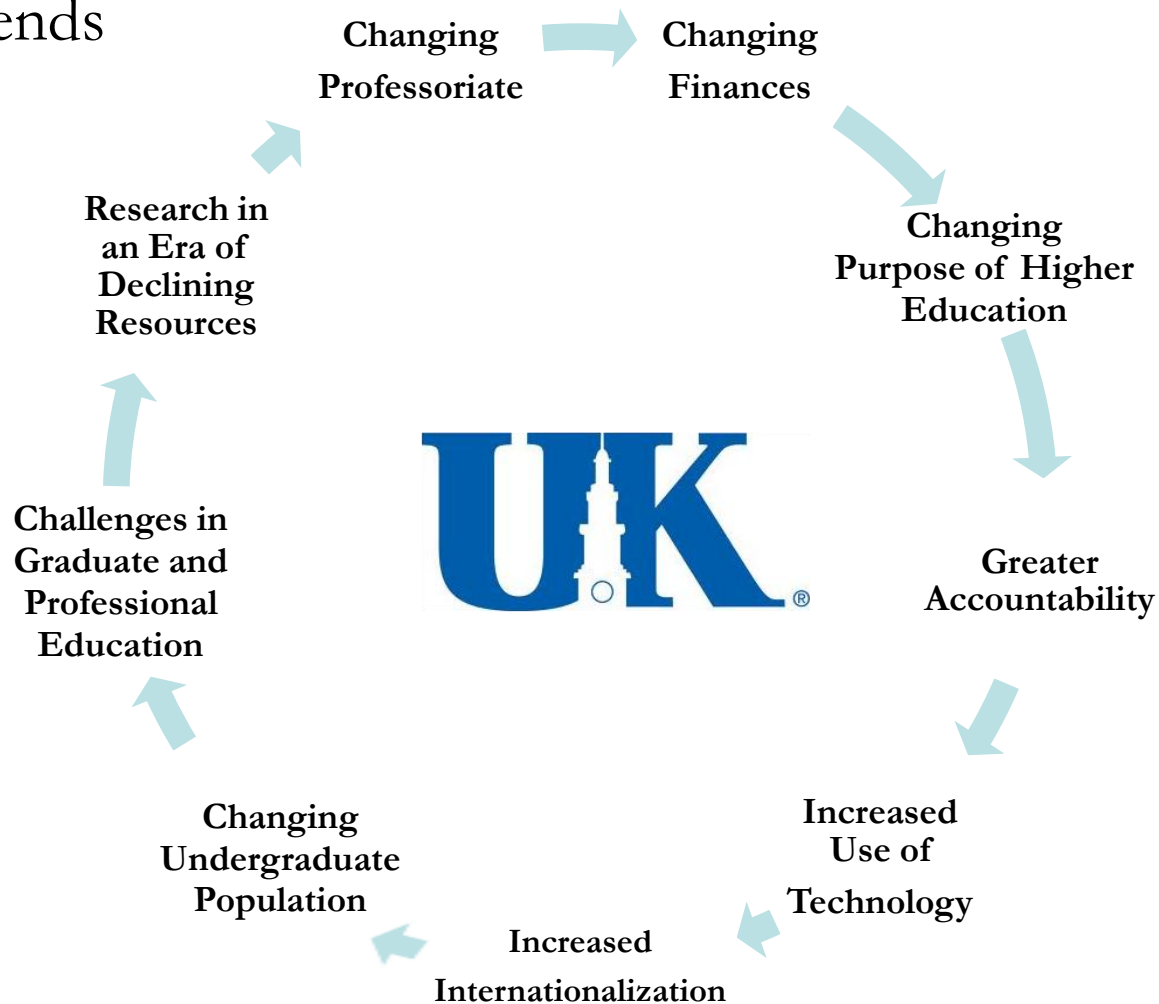 ends
Changing
Professoriate
Changing
Finances
Changing
Purpose of Higher
Education
Greater
Accountability
Increased
Use of
Technology
Increased
Internationalization
Changing
Undergraduate
Population
Challenges in
Graduate and
Professional
Education
Research in
an Era of
Declining
Resources
UK®